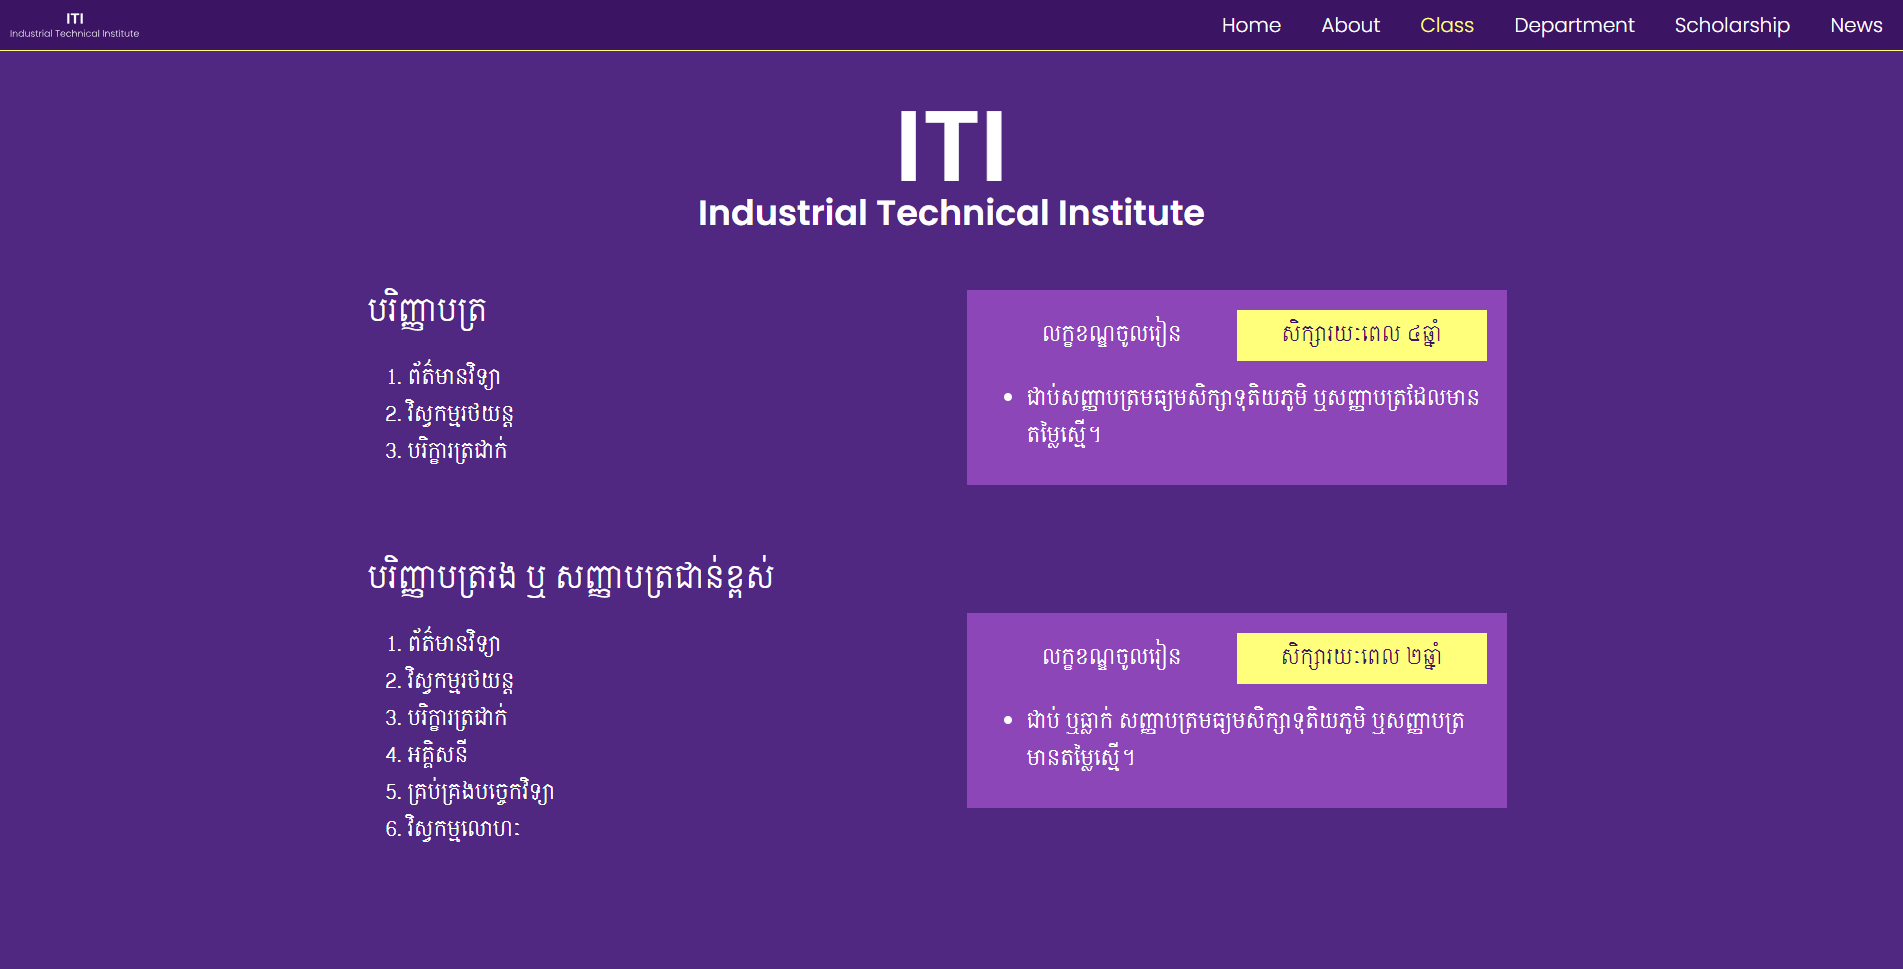 ITI
Industrial Technical Institute
Home About Class Department Scholarship News
ITI
Industrial Technical Institute
បរិញ្ញាបត្រ
1. ព័ត៌មានវិទ្យា
2. វិស្វកម្មរថយន្ត
3. បរិក្ខារត្រជាក់
លក្ខខណ្ឌចូលរៀន
សិក្សារយៈពេល ៤ឆ្នាំ
• ជាប់សញ្ញាបត្រមធ្យមសិក្សាទុតិយភូមិ ឬសញ្ញាបត្រដែលមាន
តម្លៃស្មើ។
បរិញ្ញាបត្ររង ឬ សញ្ញាបត្រជាន់ខ្ពស់
1. ព័ត៌មានវិទ្យា
2. វិស្វកម្មរថយន្ត
3. បរិក្ខារត្រជាក់
4. អគ្គិសនី
5. គ្រប់គ្រងបច្ចេកវិទ្យា
6. វិស្វកម្មលោហៈ
លក្ខខណ្ឌចូលរៀន
សិក្សារយៈពេល ២ឆ្នាំ
• ជាប់ ឬធ្លាក់ សញ្ញាបត្រមធ្យមសិក្សាទុតិយភូមិ ឬសញ្ញាបត្រ
មានតម្លៃស្មើ។